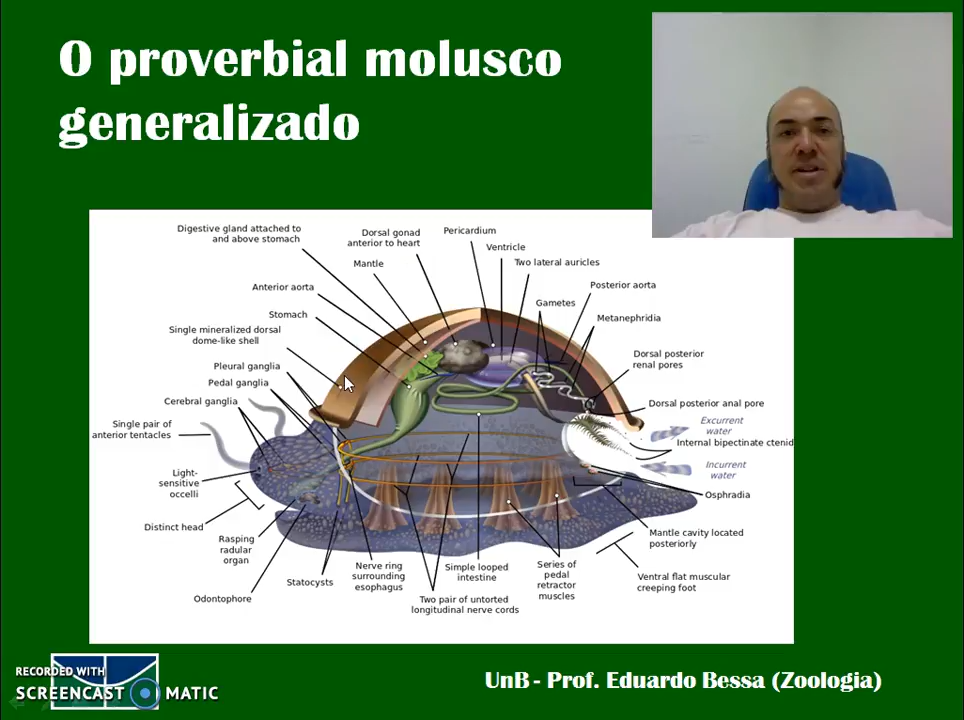 O proverbial molusco
generalizado
Digestive gland attached to
and above stomach
Dorsal gonad
anterior to heart
Pericardium
Ventricle
Mantle
Two lateral auricles
Anterior aorta
Posterior aorta
Gametes
Stomach
Metanephridia
Single mineralized dorsal
dome-like shell
Dorsal posterior
renal pores
Pleural ganglia
Pedal ganglia
Cerebral ganglia
Dorsal posterior anal pore
Single pair of
anterior tentacles
Excurrent
water
Internal bipectinate ctenid
Incurrent
water
Light-
sensitive
ocelli
Osphradia
Distinct head
Rasping
radular
organ
Mantle cavity located
posteriorly
Statocysts
Nerve ring
surrounding
esophagus
Simple looped
intestine
Series of
pedal
retractor
muscles
Ventral flat muscular
creeping foot
Odontophore
Two pair of untorted
longitudinal nerve cords
RECORDED WITH
SCREENCAST MATIC
UnB - Prof. Eduardo Bessa (Zoologia)